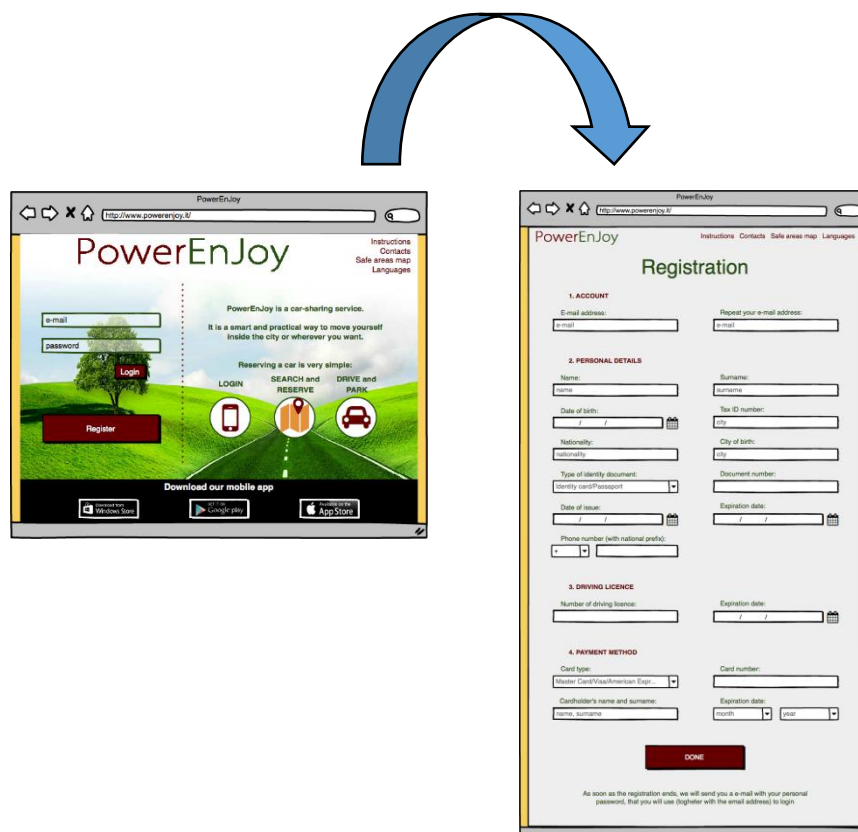 PowerEnJoy
http://www.powerenjoy.it/
PowerEnJoy
Instructions
Contacts
Safe areas map
Languages
e-mail
password
Login
Register
PowerEnJoy is a car-sharing service.
It is a smart and practical way to move yourself
inside the city or wherever you want.
Reserving a car is very simple:
LOGIN
SEARCH and
RESERVE
DRIVE and
PARK
Download our mobile app
Download from
Windows Store
GET IT ON
Google play
Available on the
App Store
PowerEnJoy
http://www.powerenjoy.it/
PowerEnJoy
Instructions Contacts Safe areas map Languages
Registration
1. ACCOUNT
E-mail address: Repeat your e-mail address:
e-mail e-mail
2. PERSONAL DETAILS
Name: Surname:
name surname
Date of birth: Tax ID number:
/ / city
Nationality: City of birth:
nationality city
Type of identity document: Document number:
Identity card/Passaport
Date of issue: Expiration date:
/ / / /
Phone number (with national prefix):
+
3. DRIVING LICENCE
Number of driving licence: Expiration date:
/ /
4. PAYMENT METHOD
Card type: Card number:
Master Card/Visa/American Expr...
Cardholder's name and surname: Expiration date:
name, surname month year
DONE
As soon as the registration ends, we will send you a e-mail with your personal
password, that you will use (togheter with the email address) to login